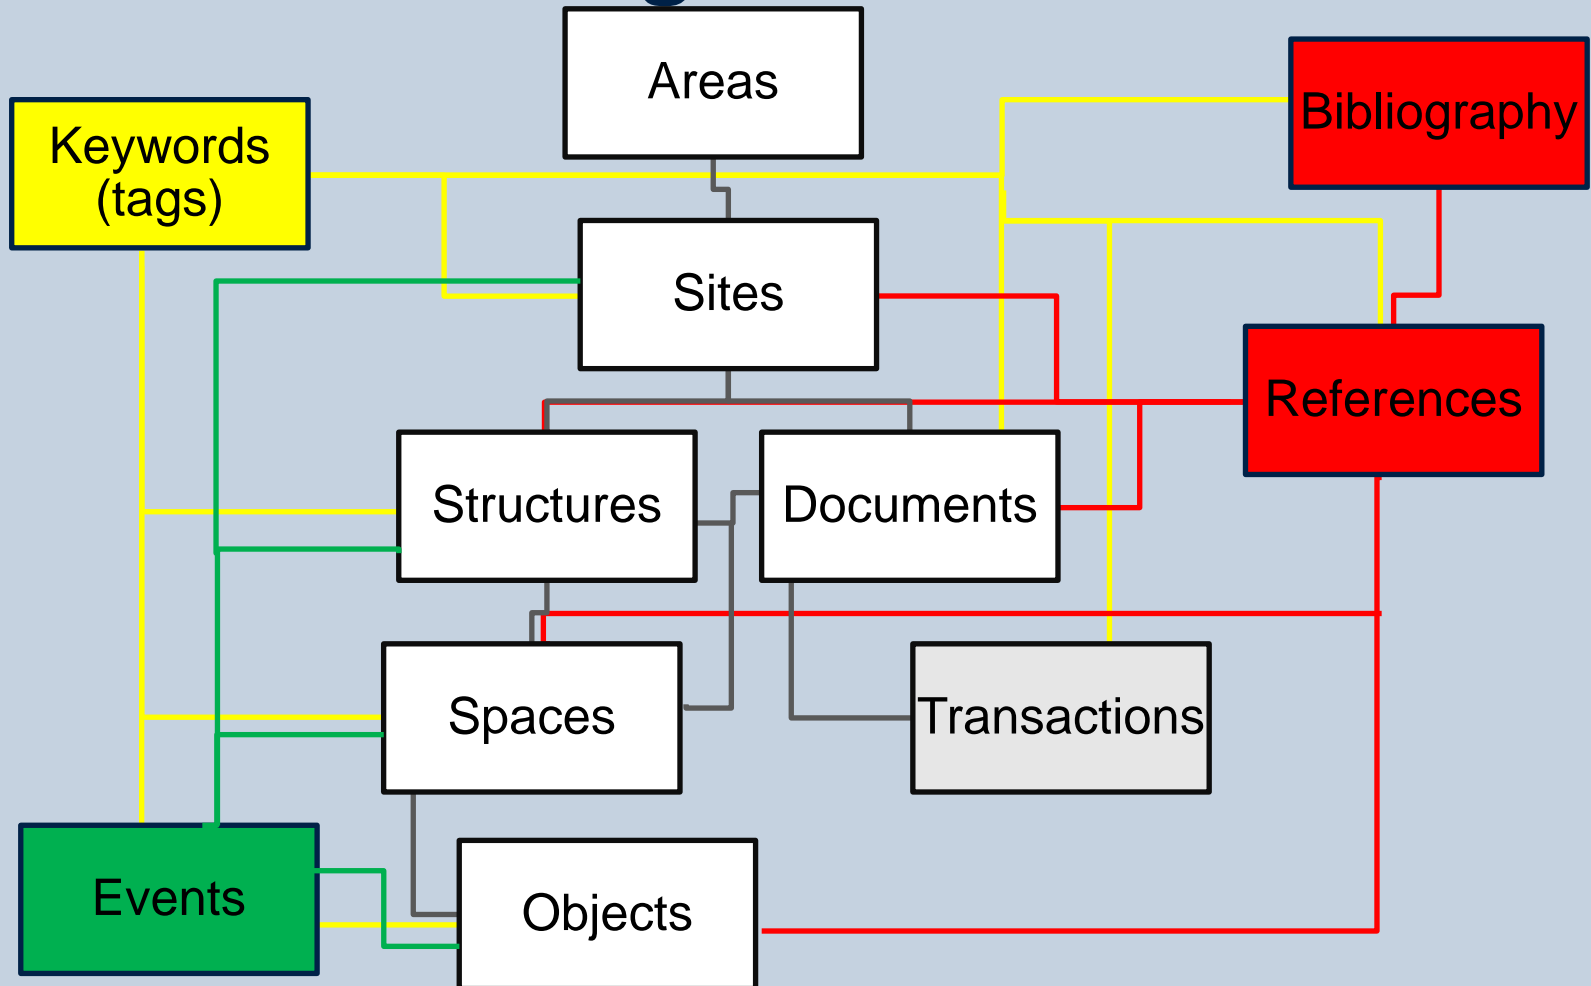 Areas
Bibliography
Keywords
(tags)
Sites
References
Structures
Documents
Spaces
Transactions
Events
Objects